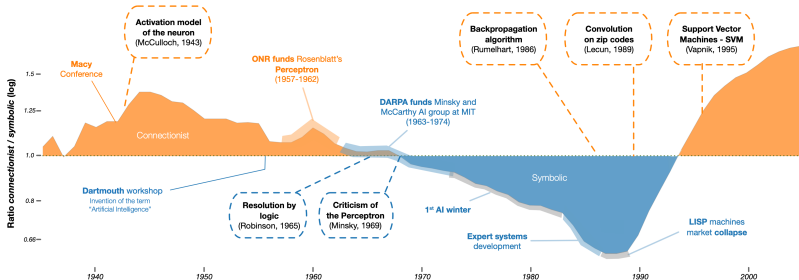 Activation model
of the neuron
(McCulloch, 1943)
Backpropagation
algorithm
(Rumelhart, 1986)
Convolution
on zip codes
(Lecun, 1989)
Support Vector
Machines - SVM
(Vapnik, 1995)
Macy
Conference
ONR funds Rosenblatt's
Perceptron
(1957-1962)
DARPA funds Minsky and
McCarthy AI group at MIT
(1963-1974)
Ratio connectionist / symbolic (log)
1.5
1.25
1.0
0.8
0.66
Connectionist
Symbolic
Dartmouth workshop
Invention of the term
"Artificial Intelligence"
Resolution by
logic
(Robinson, 1965)
Criticism of
the Perceptron
(Minsky, 1969)
1st AI winter
Expert systems
development
LISP machines
market collapse
1940
1950
1960
1970
1980
1990
2000